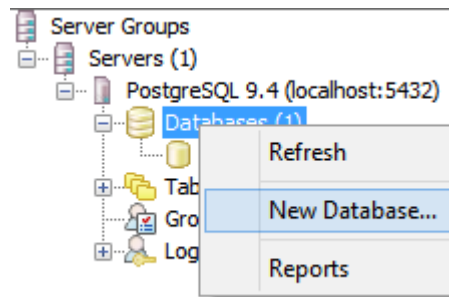 Server Groups
Servers (1)
PostgreSQL 9.4 (localhost:5432)
Databases (1)
Refresh
Tab
New Database...
Gro
Log
Reports